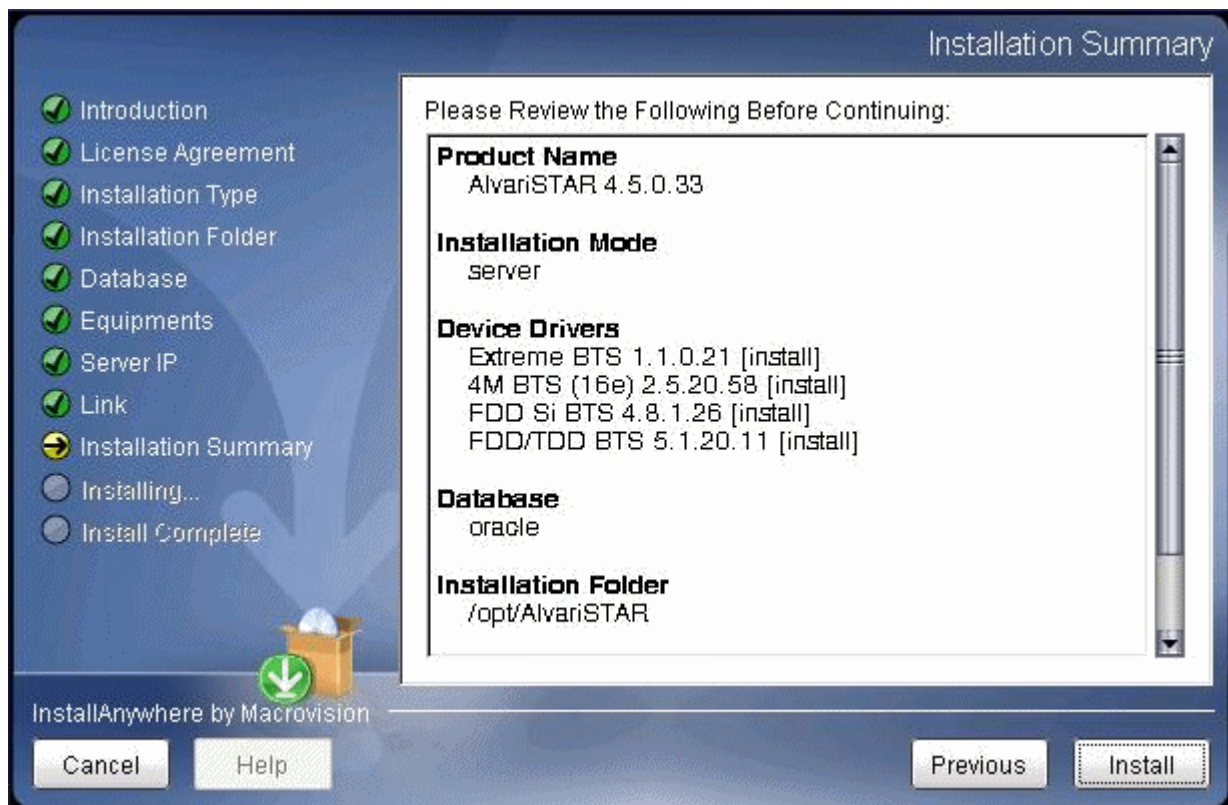 Installation Summary
Introduction
License Agreement
Installation Type
Installation Folder
Database
Equipments
Server IP
Link
Installation Summary
Installing...
Install Complete
Please Review the Following Before Continuing:
Product Name
AlvariSTAR 4.5.0.33
Installation Mode
server
Device Drivers
Extreme BTS 1.1.0.21 [install]
4M BTS (16e) 2.5.20.58 [install]
FDD Si BTS 4.8.1.26 [install]
FDD/TDD BTS 5.1.20.11 [install]
Database
oracle
Installation Folder
/opt/AlvariSTAR
InstallAnywhere by Macrovision
Cancel
Help
Previous
Install